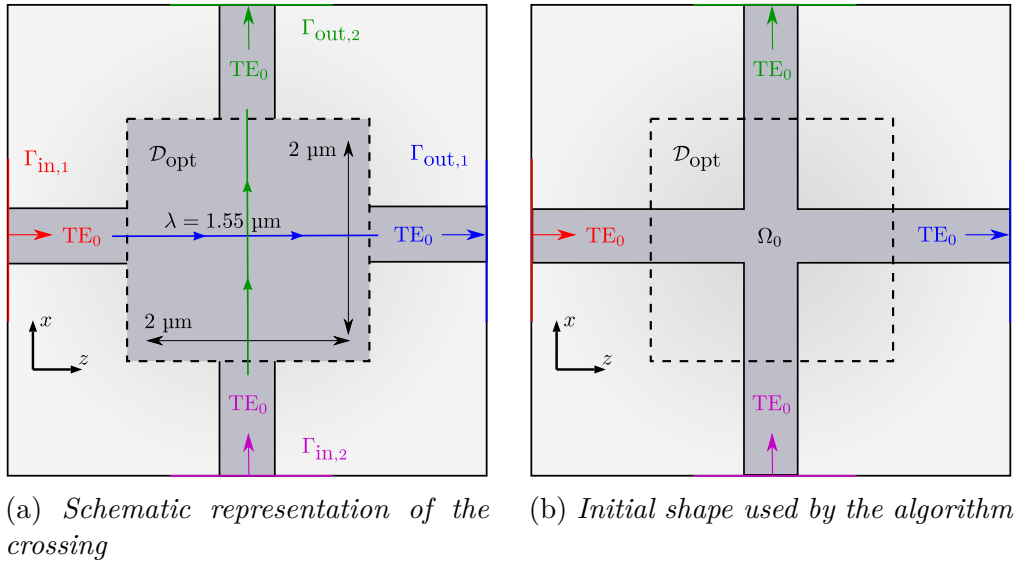 Γout,2
TE0
Dopt
2 µm
Γin,1
Γout,1
λ = 1.55 µm
TE0
TE0
2 µm
x
z
TE0
Γin,2
(a) Schematic representation of the
crossing
TE0
Dopt
TE0
Ω0
TE0
x
z
TE0
(b) Initial shape used by the algorithm